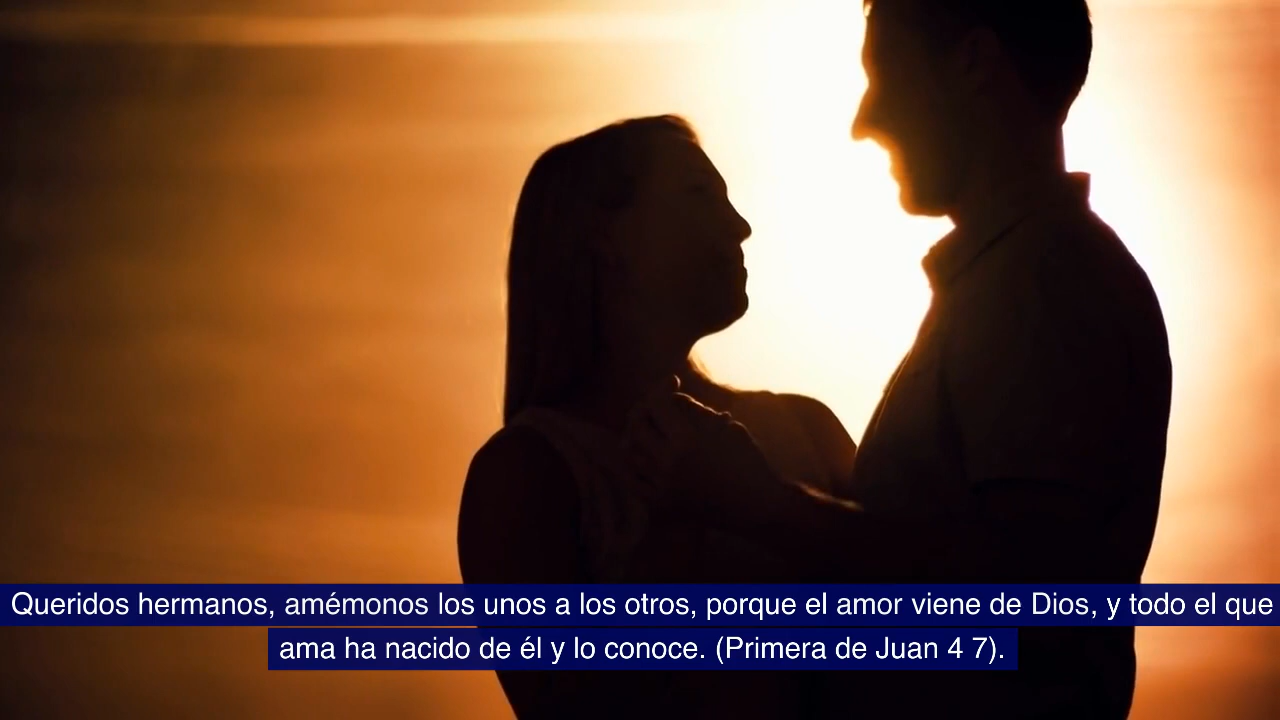 Queridos hermanos, amémonos los unos a los otros, porque el amor viene de Dios, y todo el que
ama ha nacido de él y lo conoce. (Primera de Juan 4 7).